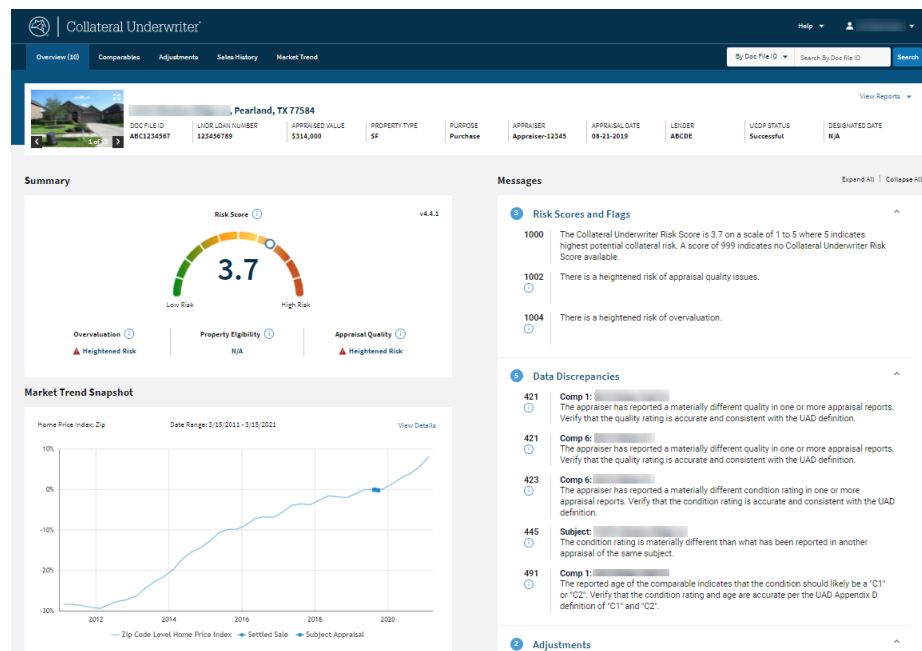 Collateral Underwriter®
Help
Overview (10) Comparables Adjustments Sales History Market Trend
By Doc File ID Search By Doc file ID Search
, Pearland, TX 77584
View Reports
DOC FILE ID LNDR LOAN NUMBER APPRAISED VALUE PROPERTY TYPE PURPOSE APPRAISER APPRAISAL DATE LENDER UCDP STATUS DESIGNATED DATE
ABC1234567 123456789 $314,000 SF Purchase Appraiser-12345 08-21-2019 ABCDE Successful N/A
1 of
Summary
Risk Score
v4.4.1
3.7
Low Risk High Risk
Overvaluation Property Eligibility Appraisal Quality
Heightened Risk N/A Heightened Risk
Market Trend Snapshot
Home Price Index: Zip Date Range: 3/15/2011 - 3/15/2021 View Details
10%
0%
-10%
-20%
-30%
2012 2014 2016 2018 2020
Zip Code Level Home Price Index Settled Sale Subject Appraisal
Messages
Expand All | Collapse All
3 Risk Scores and Flags
1000 The Collateral Underwriter Risk Score is 3.7 on a scale of 1 to 5 where 5 indicates
highest potential collateral risk. A score of 999 indicates no Collateral Underwriter Risk
Score available.
1002 There is a heightened risk of appraisal quality issues.
1004 There is a heightened risk of overvaluation.
5 Data Discrepancies
421 Comp 1:
The appraiser has reported a materially different quality in one or more appraisal reports.
Verify that the quality rating is accurate and consistent with the UAD definition.
421 Comp 6:
The appraiser has reported a materially different quality in one or more appraisal reports.
Verify that the quality rating is accurate and consistent with the UAD definition.
423 Comp 6:
The appraiser has reported a materially different condition rating in one or more
appraisal reports. Verify that the condition rating is accurate and consistent with the UAD
definition.
445 Subject:
The condition rating is materially different than what has been reported in another
appraisal of the same subject.
491 Comp 1:
The reported age of the comparable indicates that the condition should likely be a "C1"
or "C2". Verify that the condition rating and age are accurate per the UAD Appendix D
definition of "C1" and "C2".
2 Adjustments